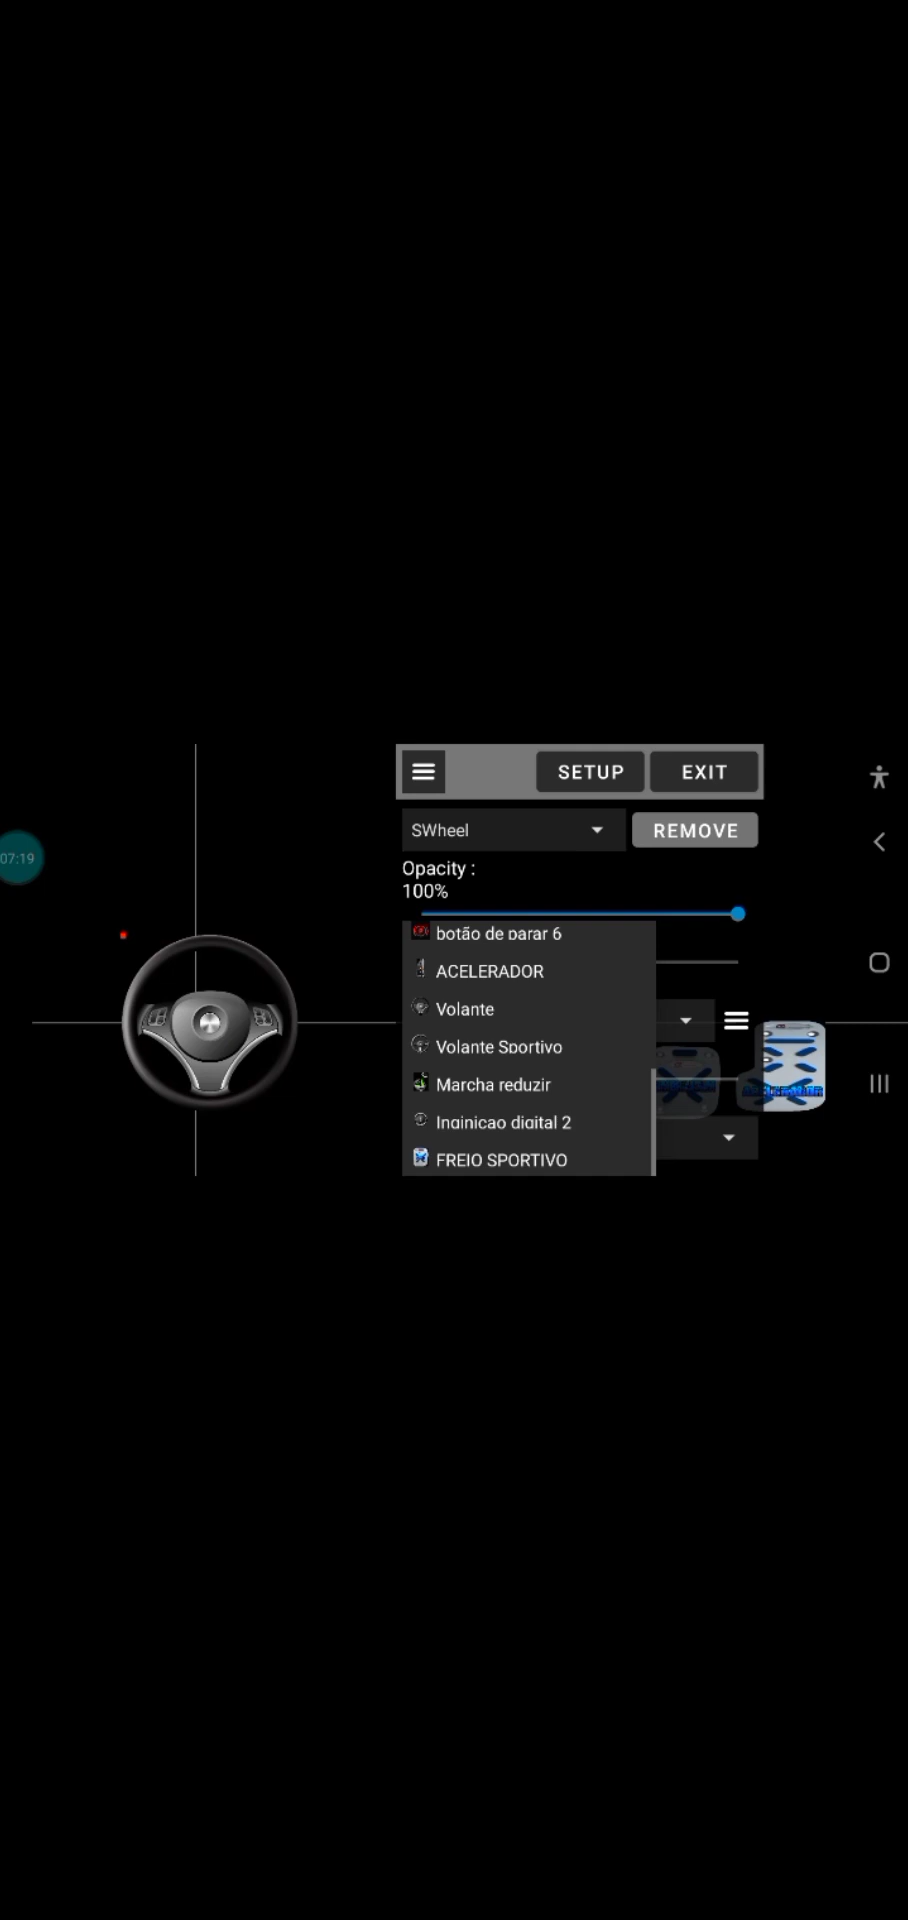 SETUP
EXIT
SWheel
REMOVE
07:19
Opacity :
100%
botão de parar 6
ACELERADOR
Volante
Volante Sportivo
Marcha reduzir
Inginicao digital 2
FREIO SPORTIVO